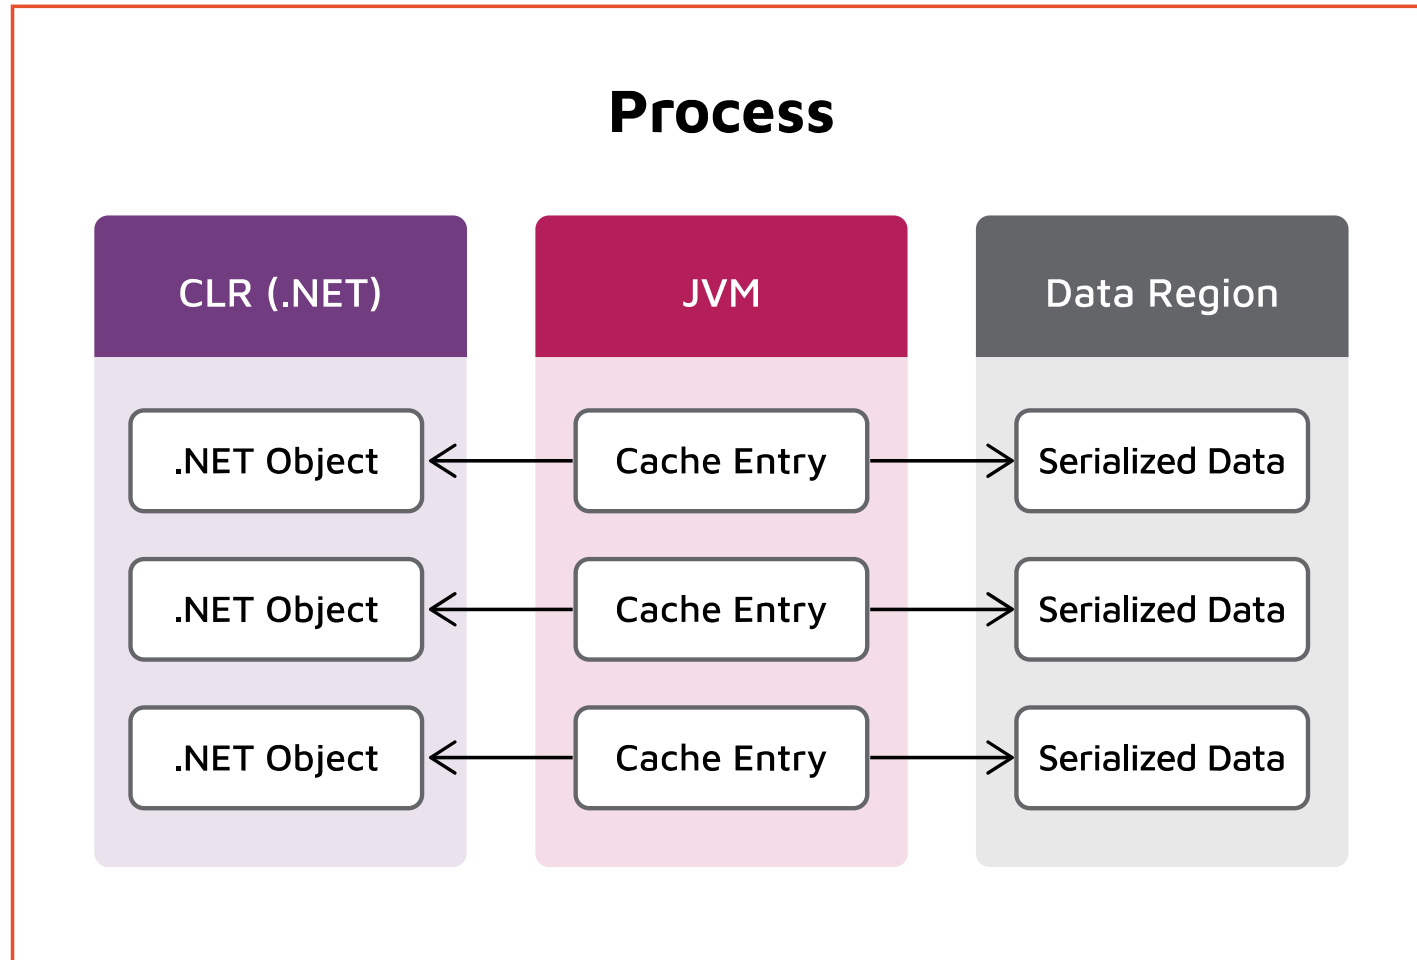 Process
CLR (.NET)
JVM
Data Region
.NET Object
Cache Entry
Serialized Data
.NET Object
Cache Entry
Serialized Data
.NET Object
Cache Entry
Serialized Data